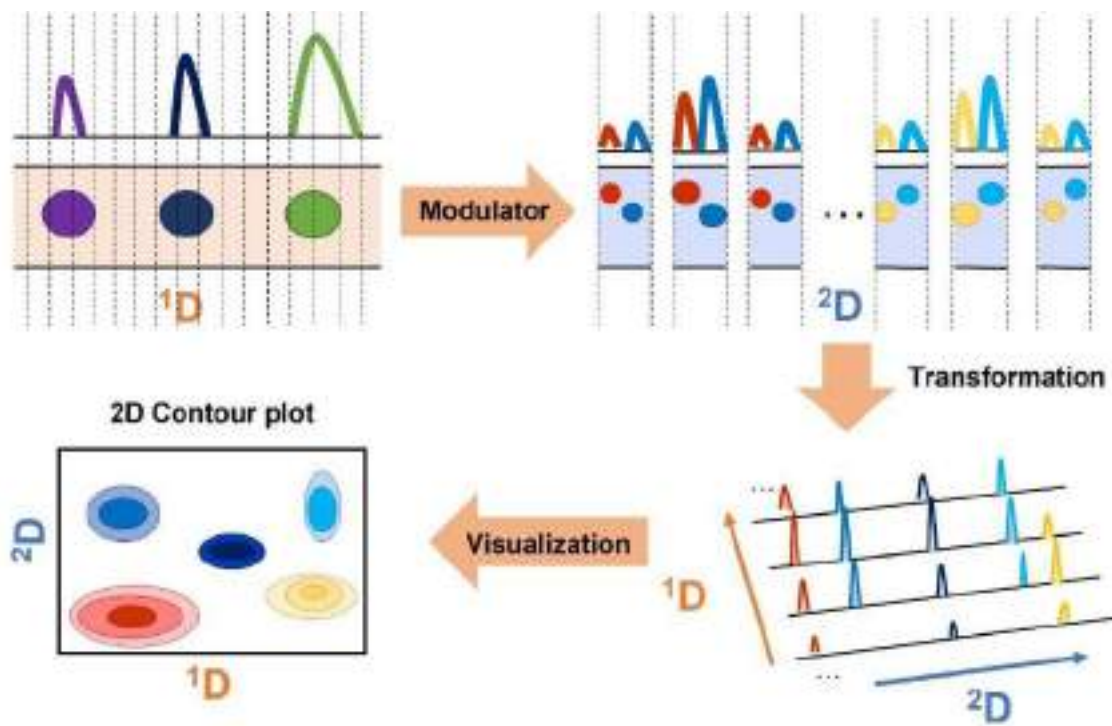 ¹D
Modulator
...
²D
Transformation
2D Contour plot
²D
¹D
Visualization
...
¹D
...
²D